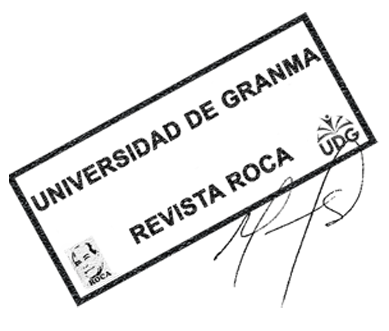 UNIVERSIDAD DE GRANMA
UDG
REVISTA ROCA
ROCA